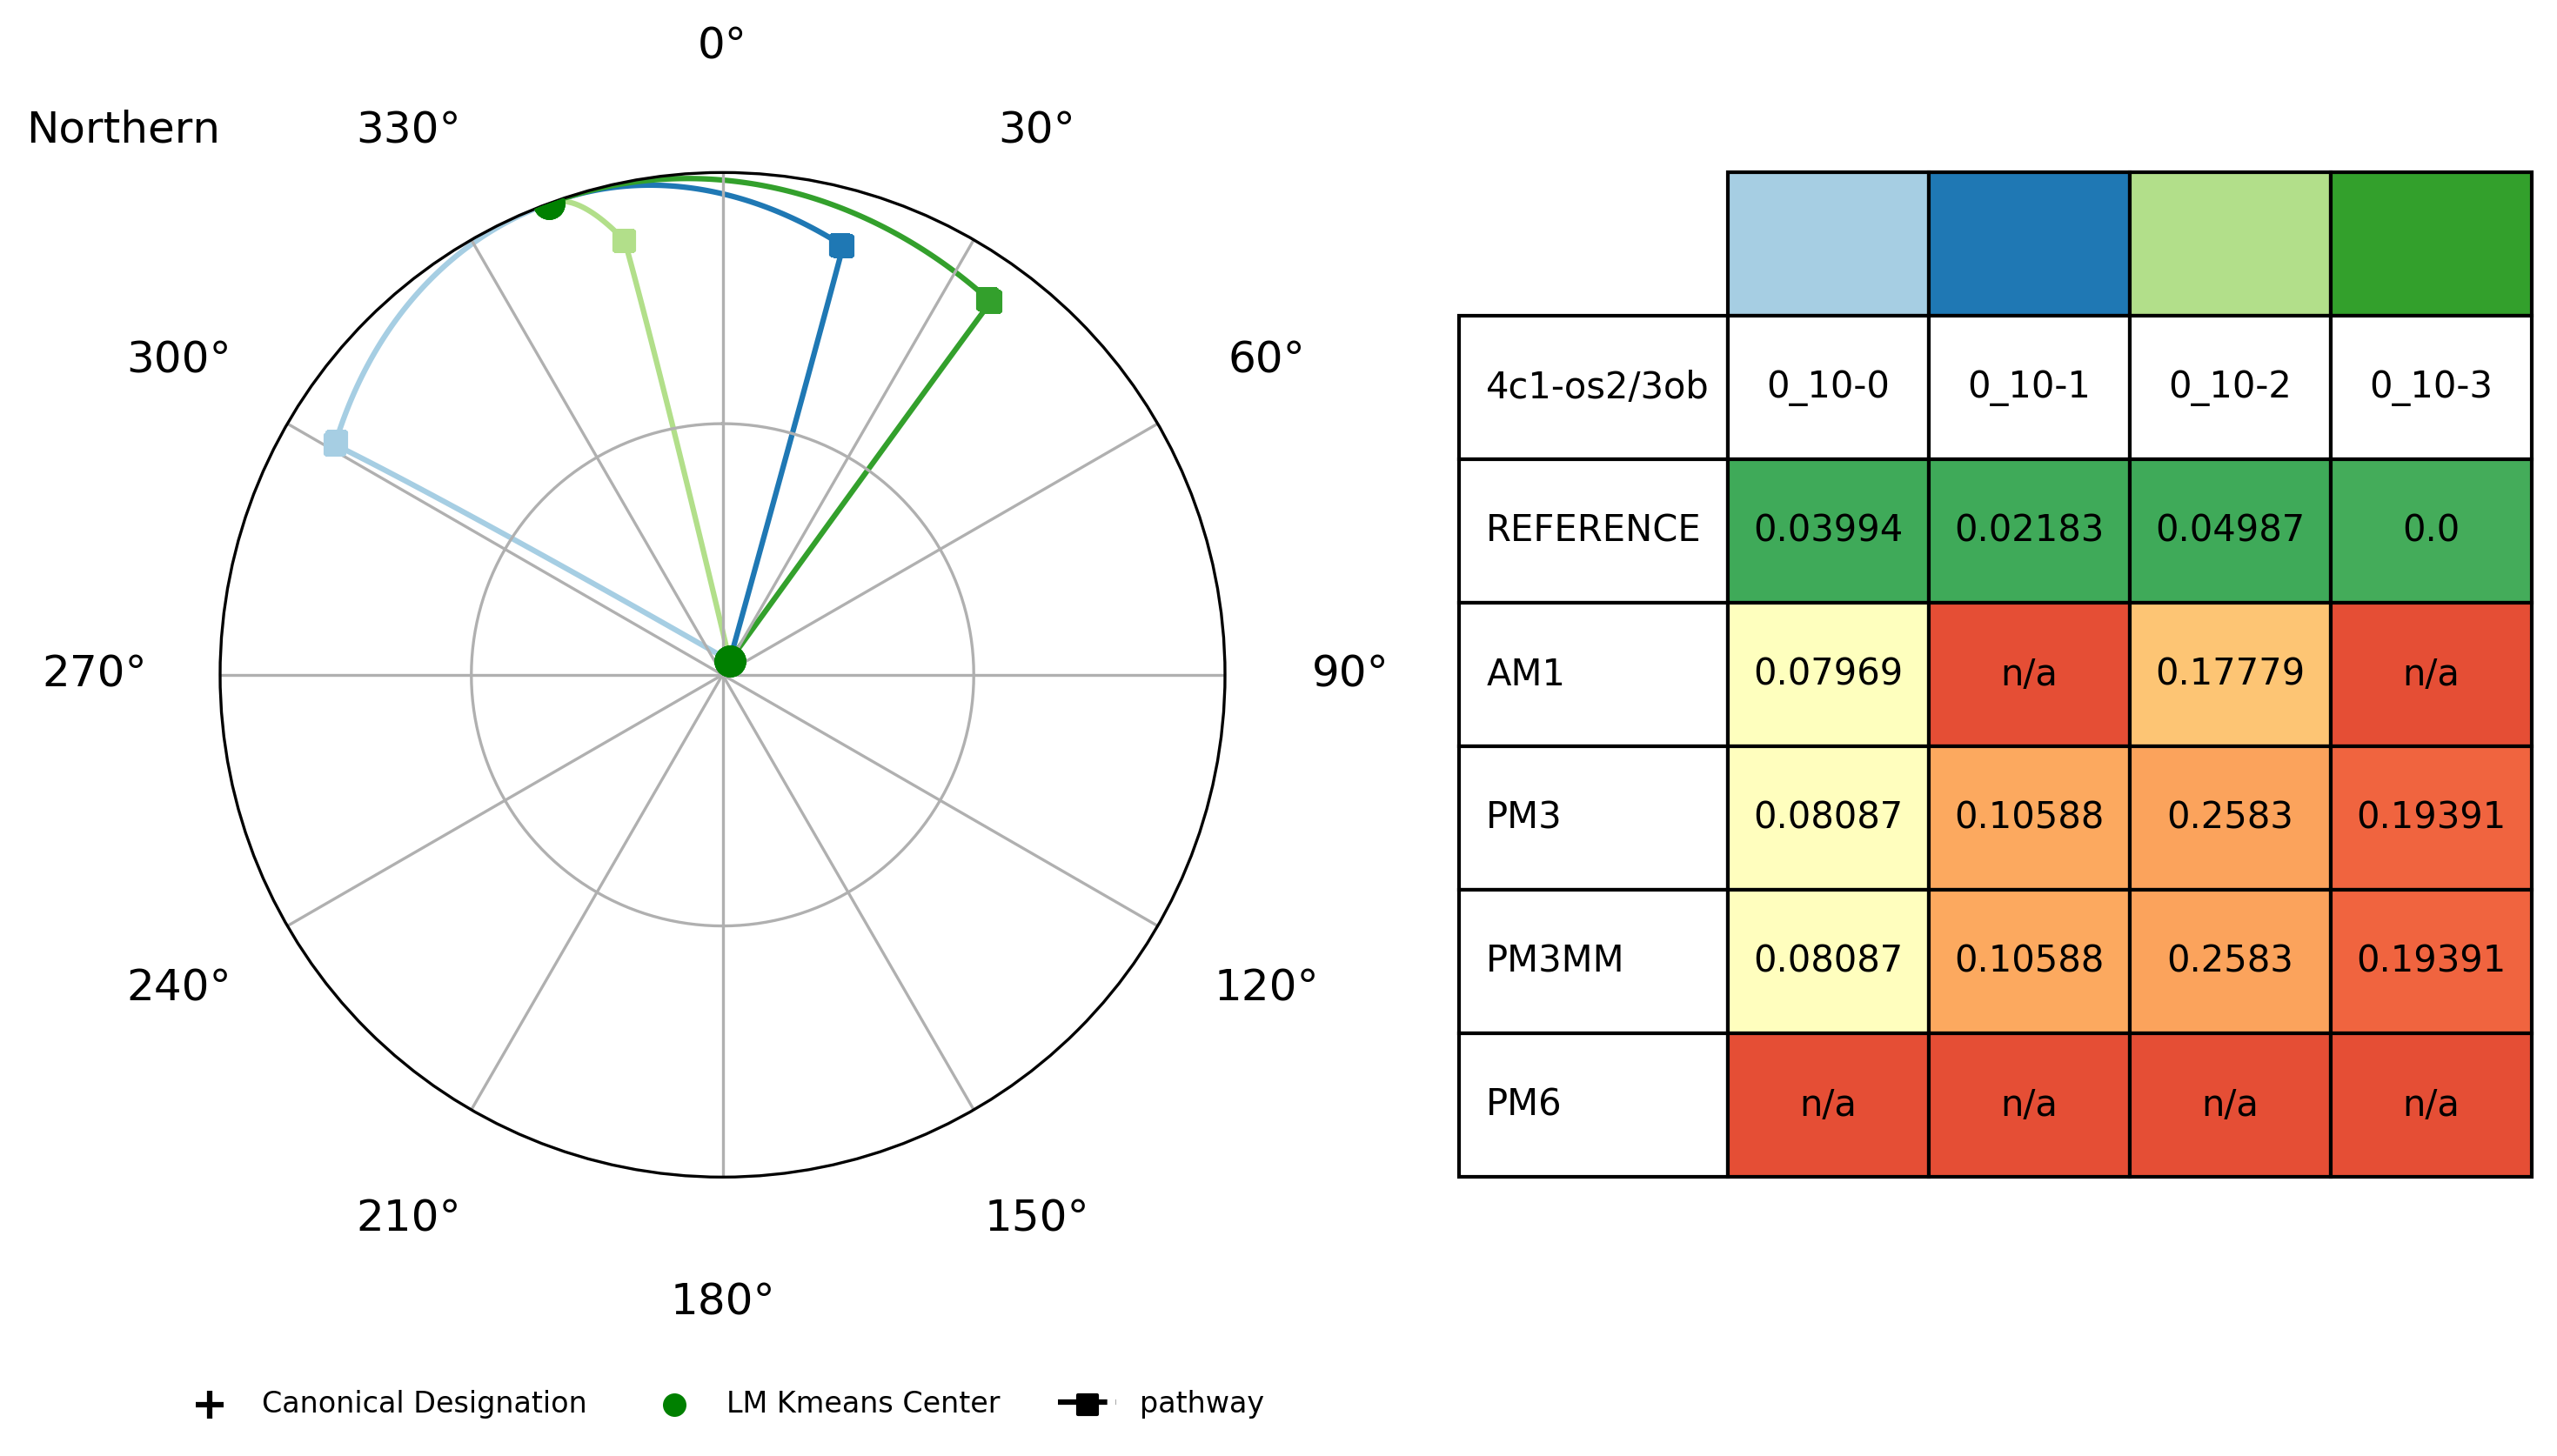 0°
Northern
330°
30°
300°
60°
270°
90°
240°
120°
210°
150°
180°
Canonical Designation
LM Kmeans Center
pathway
4c1-os2/3ob 0_10-0 0_10-1 0_10-2 0_10-3
REFERENCE 0.03994 0.02183 0.04987 0.0
AM1 0.07969 n/a 0.17779 n/a
PM3 0.08087 0.10588 0.2583 0.19391
PM3MM 0.08087 0.10588 0.2583 0.19391
PM6 n/a n/a n/a n/a